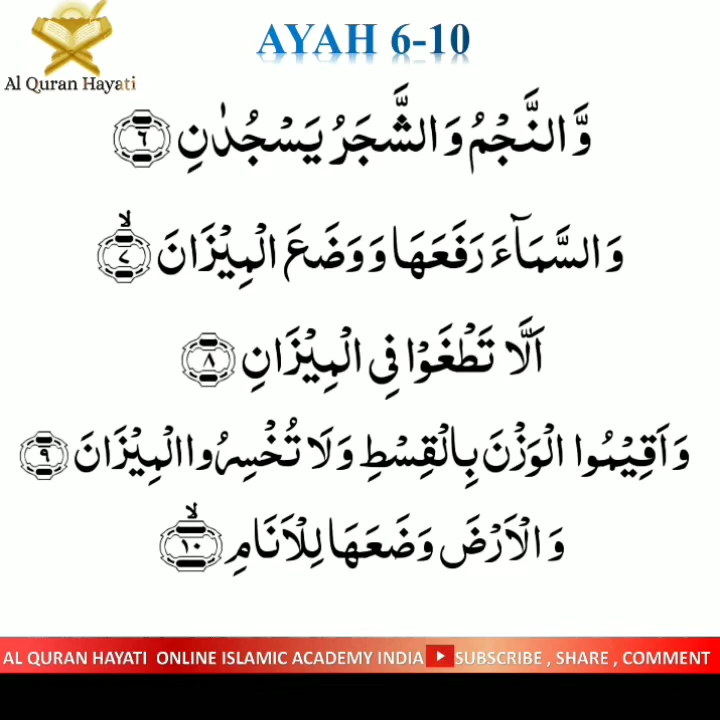 Al Quran Hayati
AYAH 6-10
وَّالنَّجْمُ وَالشَّجَرُ يَسْجُدٰنِ ٦
وَالسَّمَآءَ رَفَعَهَا وَوَضَعَ الْمِيْزَانَ ۙ٧
اَلَّا تَطْغَوْا فِى الْمِيْزَانِ ٨
وَاَقِيْمُوا الْوَزْنَ بِالْقِسْطِ وَلَا تُخْسِرُوا الْمِيْزَانَ ٩
وَالْاَرْضَ وَضَعَهَا لِلْاَنَامِ ۙ١٠
AL QURAN HAYATI ONLINE ISLAMIC ACADEMY INDIA SUBSCRIBE , SHARE , COMMENT